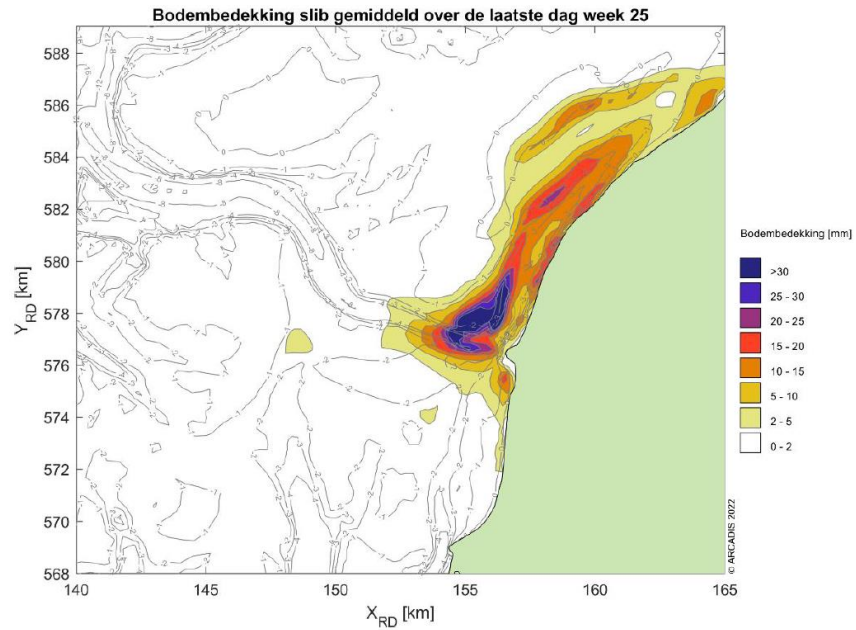 Bodembedekking slib gemiddeld over de laatste dag week 25
588
586
584
582
580
578
576
574
572
570
568
Y_RD [km]
140
145
150
155
160
165
X_RD [km]
Bodembedekking [mm]
>30
25 - 30
20 - 25
15 - 20
10 - 15
5 - 10
2 - 5
0 - 2
© ARCADIS 2022